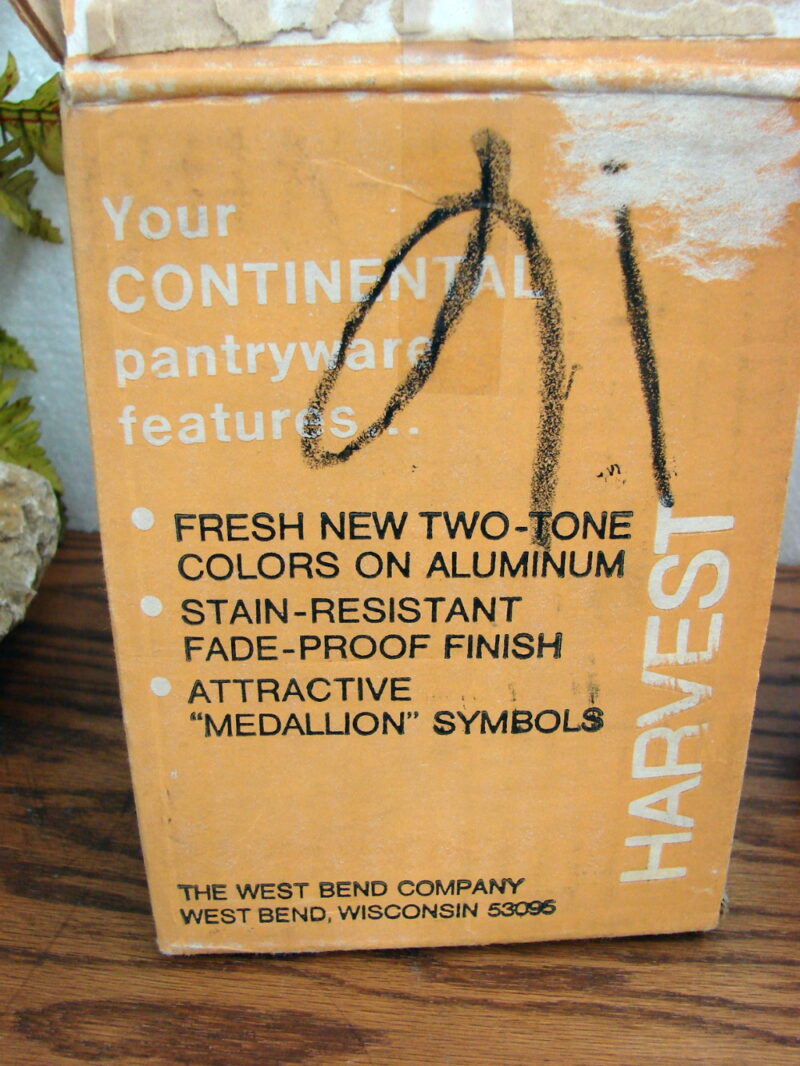 Your
CONTINENTAL
pantryware
features...
FRESH NEW TWO-TONE
COLORS ON ALUMINUM
STAIN-RESISTANT
FADE-PROOF FINISH
ATTRACTIVE
"MEDALLION" SYMBOLS
HARVEST
THE WEST BEND COMPANY
WEST BEND, WISCONSIN 53095